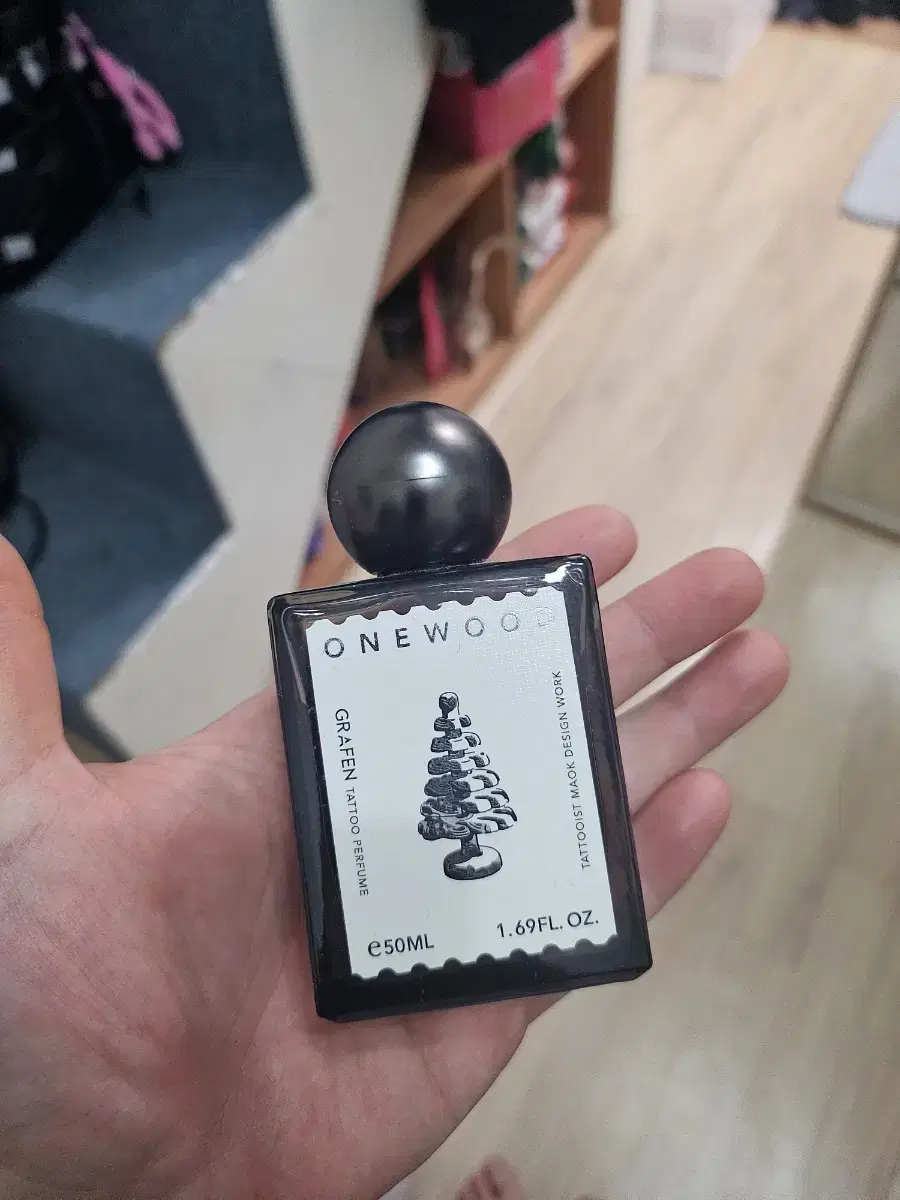 ONEWOOD
GRAFEN TATTOO PERFUME
TATTOOIST MAOK DESIGN WORK
℮50ML
1.69FL. OZ.